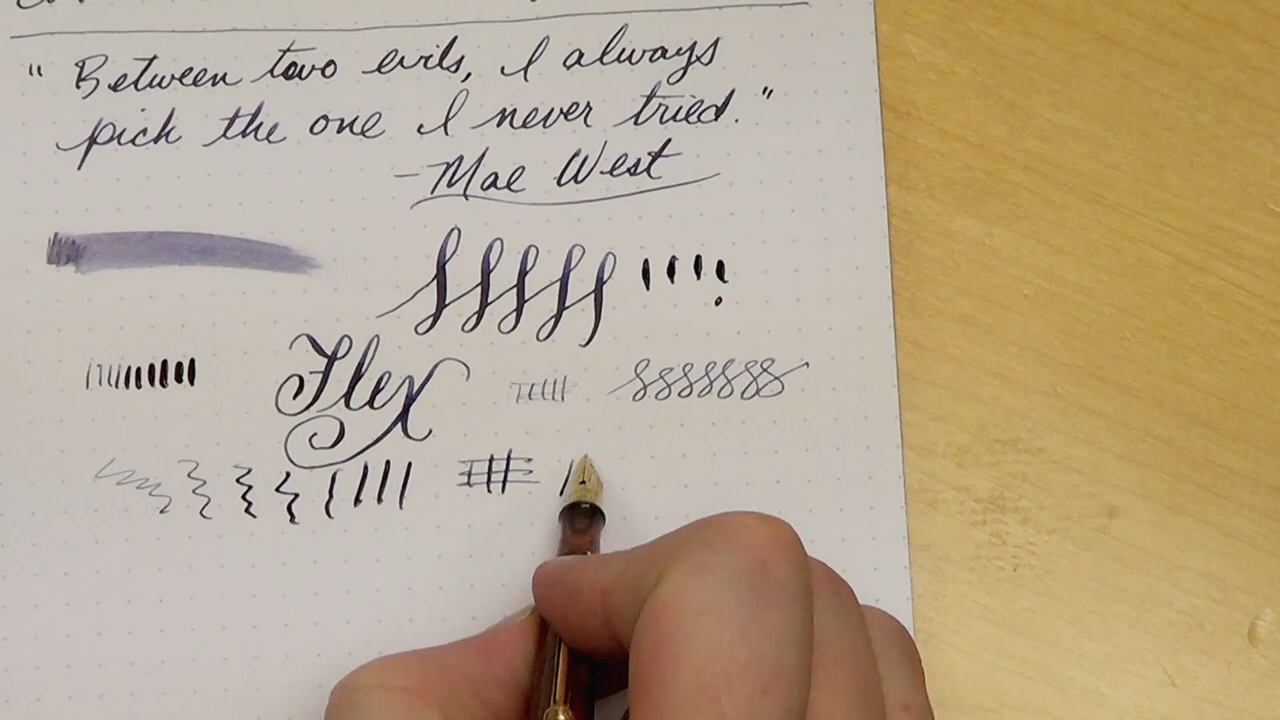 "Between two evils, I always
pick the one I never tried."
-Mae West
Flex